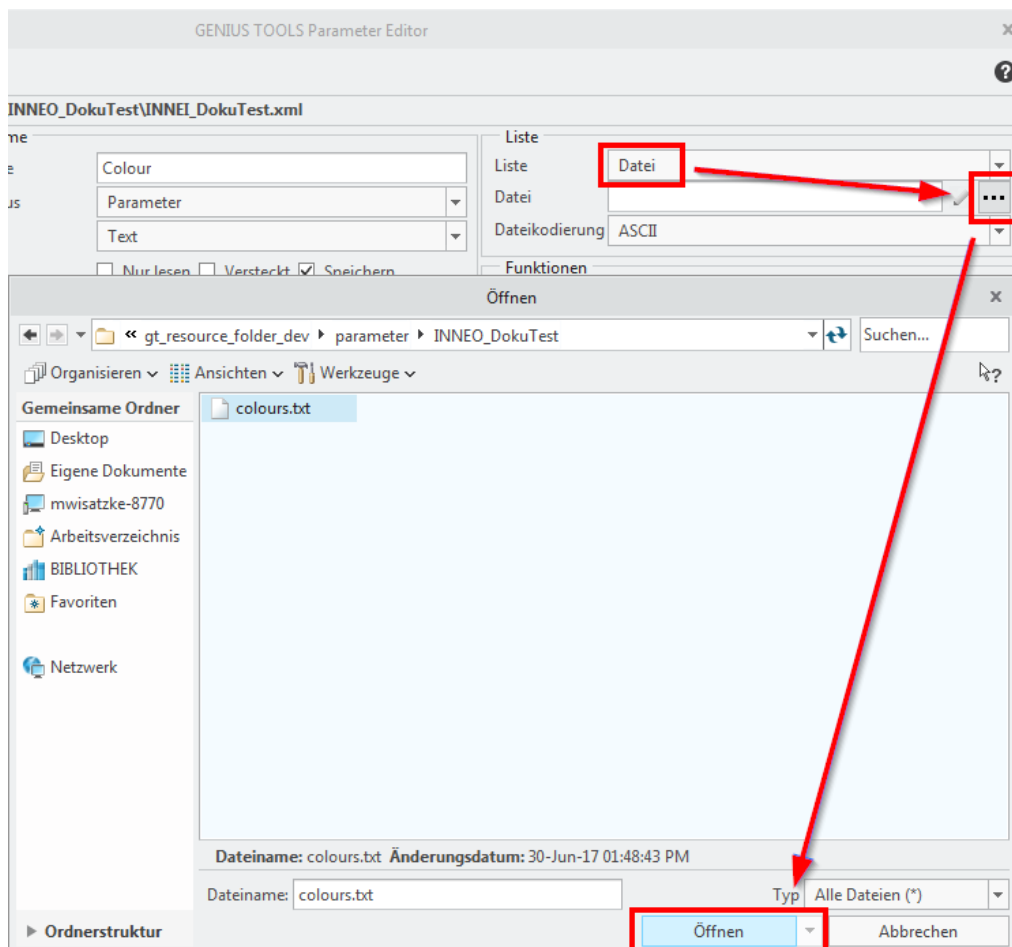 GENIUS TOOLS Parameter Editor
INNEO_DokuTest\INNEI_DokuTest.xml
me
Liste
e
Colour
Liste
Datei
us
Parameter
Datei
...
Text
Dateikodierung
ASCII
Nur lesen
Versteckt
Speichern
Funktionen
Öffnen
« gt_resource_folder_dev
parameter
INNEO_DokuTest
Suchen...
Organisieren
Ansichten
Werkzeuge
Gemeinsame Ordner
colours.txt
Desktop
Eigene Dokumente
mwisatzke-8770
Arbeitsverzeichnis
BIBLIOTHEK
Favoriten
Netzwerk
Dateiname: colours.txt Änderungsdatum: 30-Jun-17 01:48:43 PM
Dateiname:
colours.txt
Typ
Alle Dateien (*)
Ordnerstruktur
Öffnen
Abbrechen